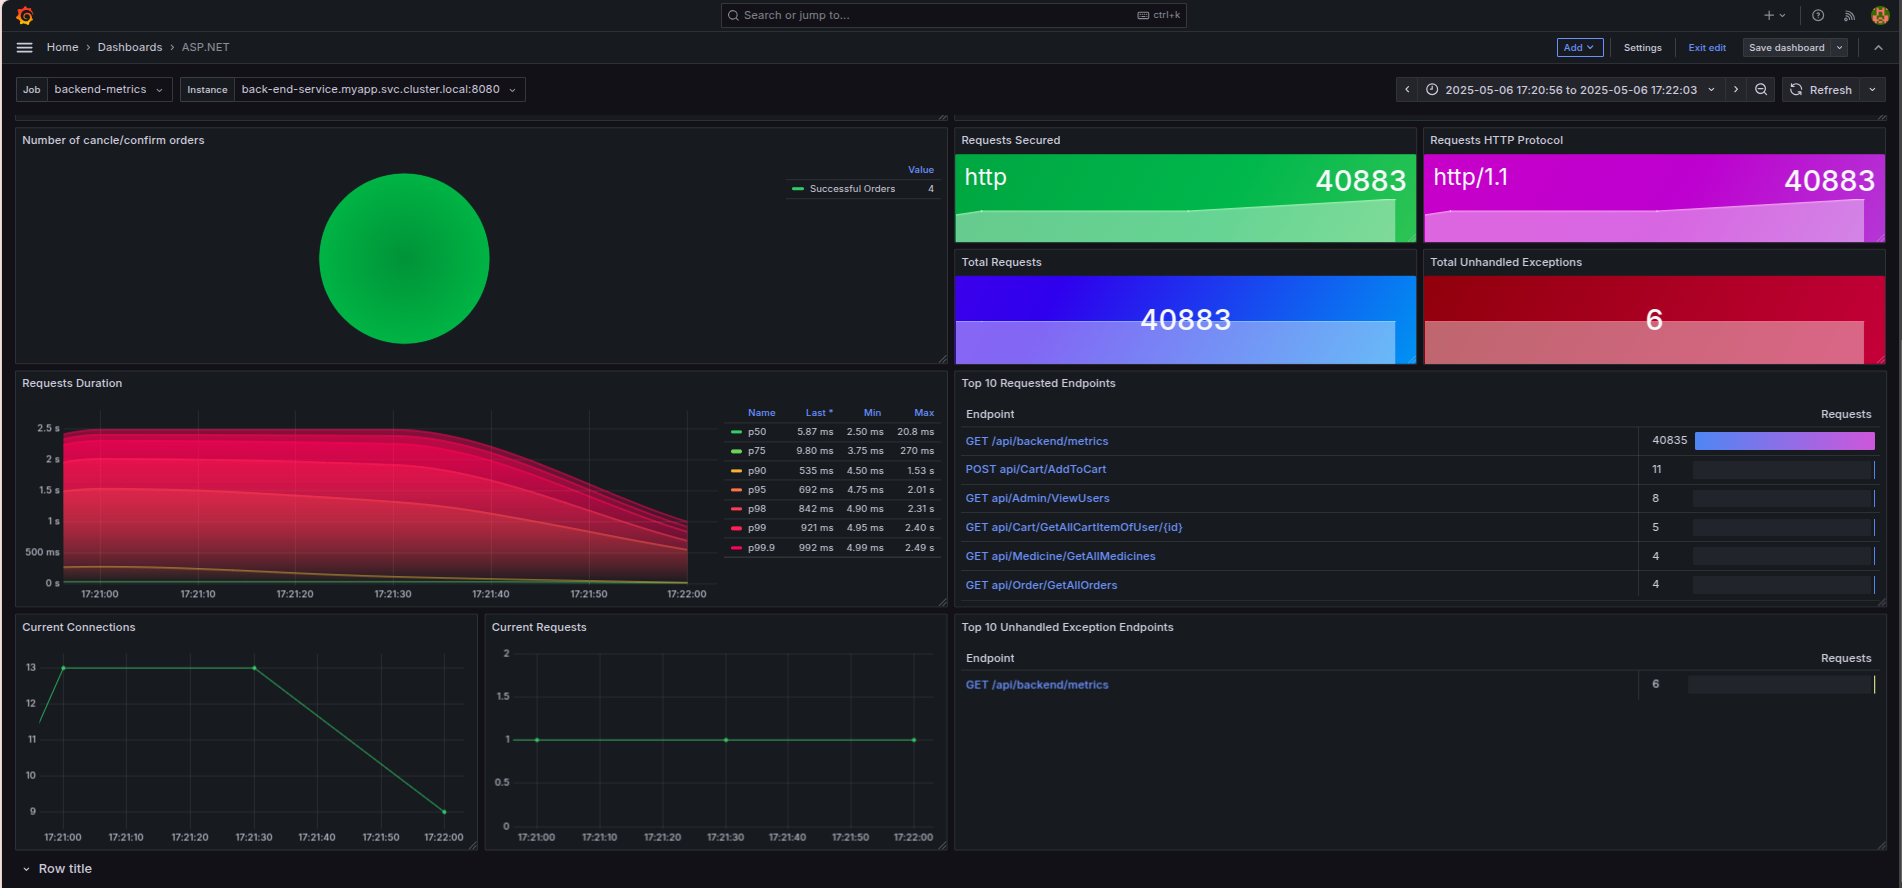 Search or jump to... ctrl+k
Home › Dashboards › ASP.NET
Add Settings Exit edit Save dashboard
Job backend-metrics Instance back-end-service.myapp.svc.cluster.local:8080
2025-05-06 17:20:56 to 2025-05-06 17:22:03 Refresh
Number of cancle/confirm orders
Value
Successful Orders 4
Requests Secured
http 40883
Requests HTTP Protocol
http/1.1 40883
Total Requests
40883
Total Unhandled Exceptions
6
Requests Duration
2.5 s
2 s
1.5 s
1 s
500 ms
0 s
17:21:00 17:21:10 17:21:20 17:21:30 17:21:40 17:21:50 17:22:00
Name Last * Min Max
p50 5.87 ms 2.50 ms 20.8 ms
p75 9.80 ms 3.75 ms 270 ms
p90 535 ms 4.50 ms 1.53 s
p95 692 ms 4.75 ms 2.01 s
p98 842 ms 4.90 ms 2.31 s
p99 921 ms 4.95 ms 2.40 s
p99.9 992 ms 4.99 ms 2.49 s
Top 10 Requested Endpoints
Endpoint Requests
GET /api/backend/metrics 40835
POST api/Cart/AddToCart 11
GET api/Admin/ViewUsers 8
GET api/Cart/GetAllCartItemOfUser/{id} 5
GET api/Medicine/GetAllMedicines 4
GET api/Order/GetAllOrders 4
Current Connections
13
12
11
10
9
17:21:00 17:21:10 17:21:20 17:21:30 17:21:40 17:21:50 17:22:00
Current Requests
2
1.5
1
0.5
0
17:21:00 17:21:10 17:21:20 17:21:30 17:21:40 17:21:50 17:22:00
Top 10 Unhandled Exception Endpoints
Endpoint Requests
GET /api/backend/metrics 6
Row title